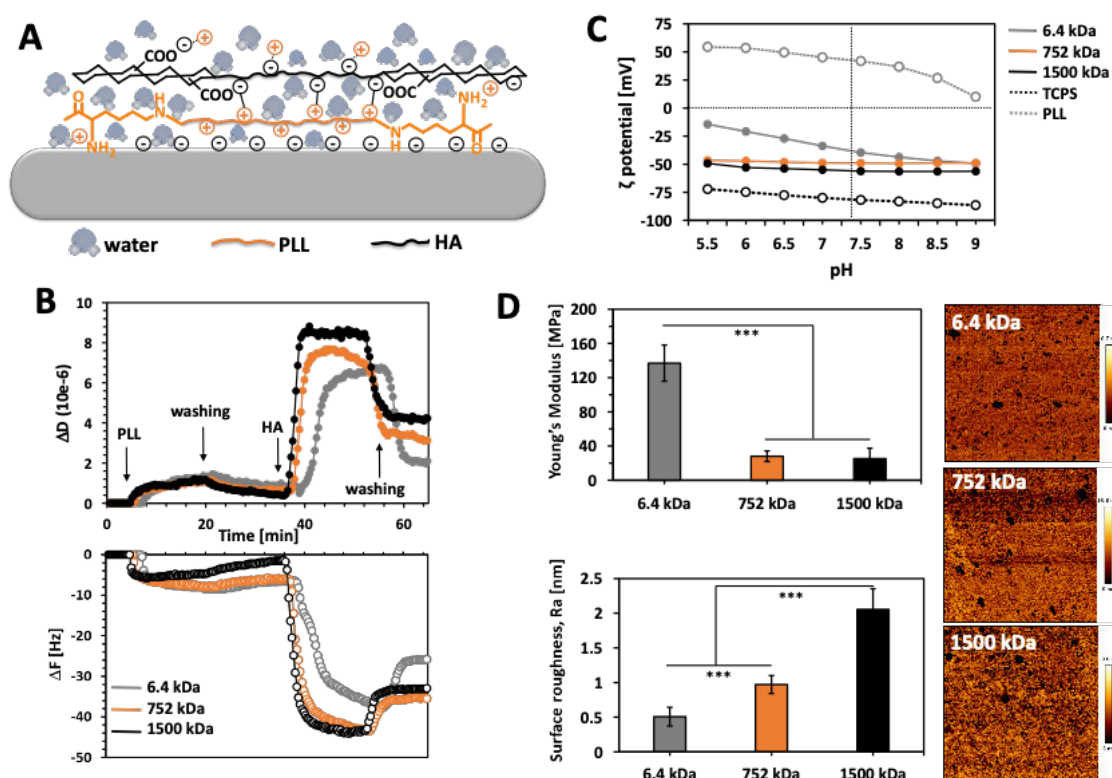 A
COO
COO
OOC
O
H
N
NH2
NH2
N
H
O
water
PLL
HA
B
ΔD (10e-6)
10
8
6
4
2
0
PLL
washing
HA
washing
0
20
40
60
Time [min]
ΔF [Hz]
0
-10
-20
-30
-40
-50
6.4 kDa
752 kDa
1500 kDa
C
ζ potential [mV]
75
50
25
0
-25
-50
-75
-100
5.5 6 6.5 7 7.5 8 8.5 9
pH
6.4 kDa
752 kDa
1500 kDa
TCPS
PLL
D
Young's Modulus [MPa]
200
160
120
80
40
0
***
6.4 kDa 752 kDa 1500 kDa
Surface roughness, Ra [nm]
2.5
2
1.5
1
0.5
0
***
***
6.4 kDa 752 kDa 1500 kDa
6.4 kDa
752 kDa
1500 kDa